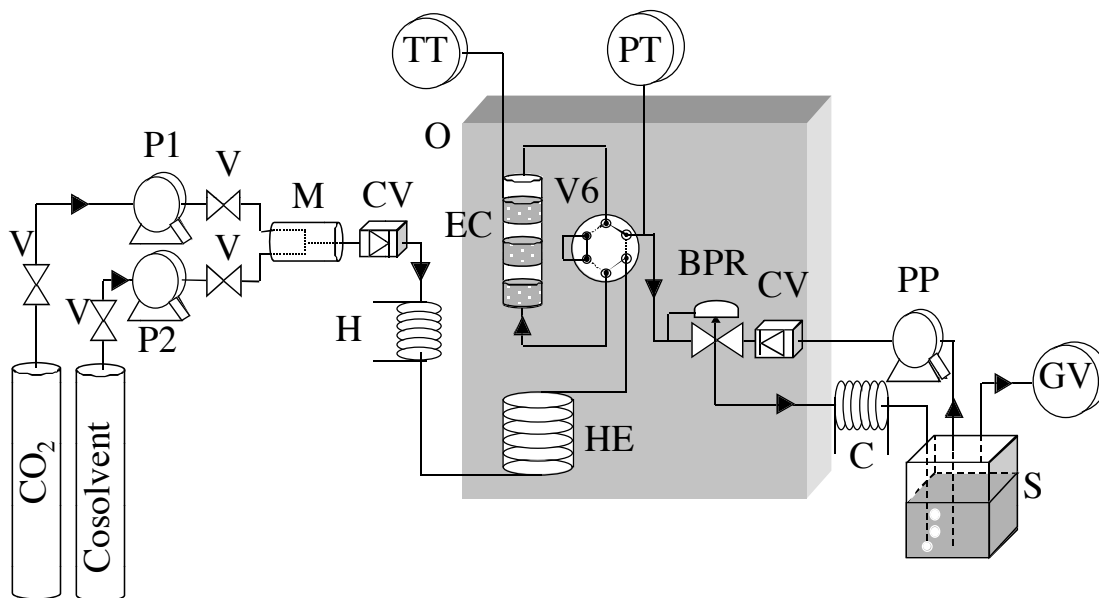 TT
PT
O
P1
V
M
CV
V6
EC
V
V
BPR
CV
PP
V
P2
H
GV
HE
C
S
CO₂
Cosolvent